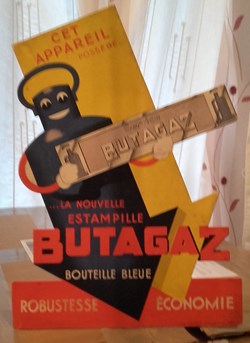 CET
APPAREIL
POSSÈDE
BUTAGAZ
...LA NOUVELLE
ESTAMPILLE
BUTAGAZ
BOUTEILLE BLEUE
ROBUSTESSE ÉCONOMIE